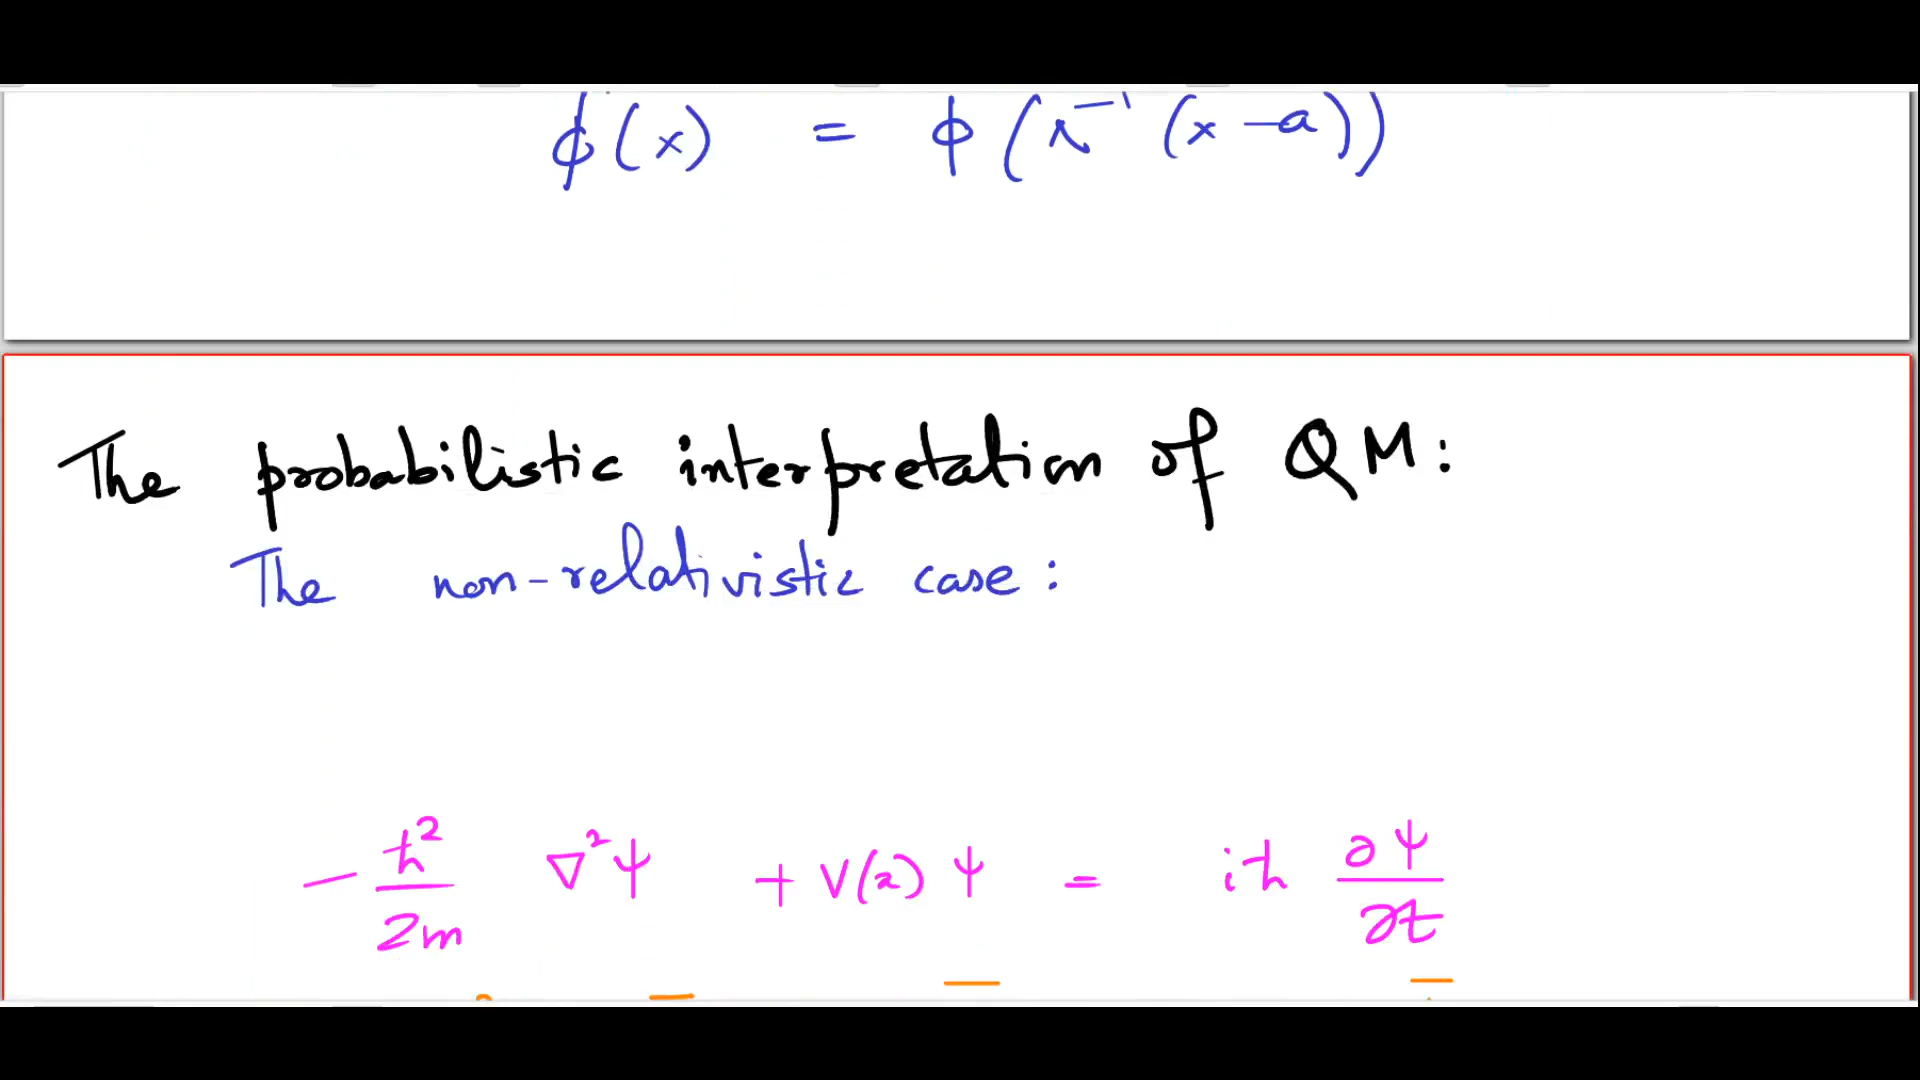 ϕ(x) = ϕ(Λ⁻¹(x-a))
The probabilistic interpretation of QM:
The non-relativistic case:
-ħ²/2m ∇²ψ + V(x)ψ = iħ ∂ψ/∂t